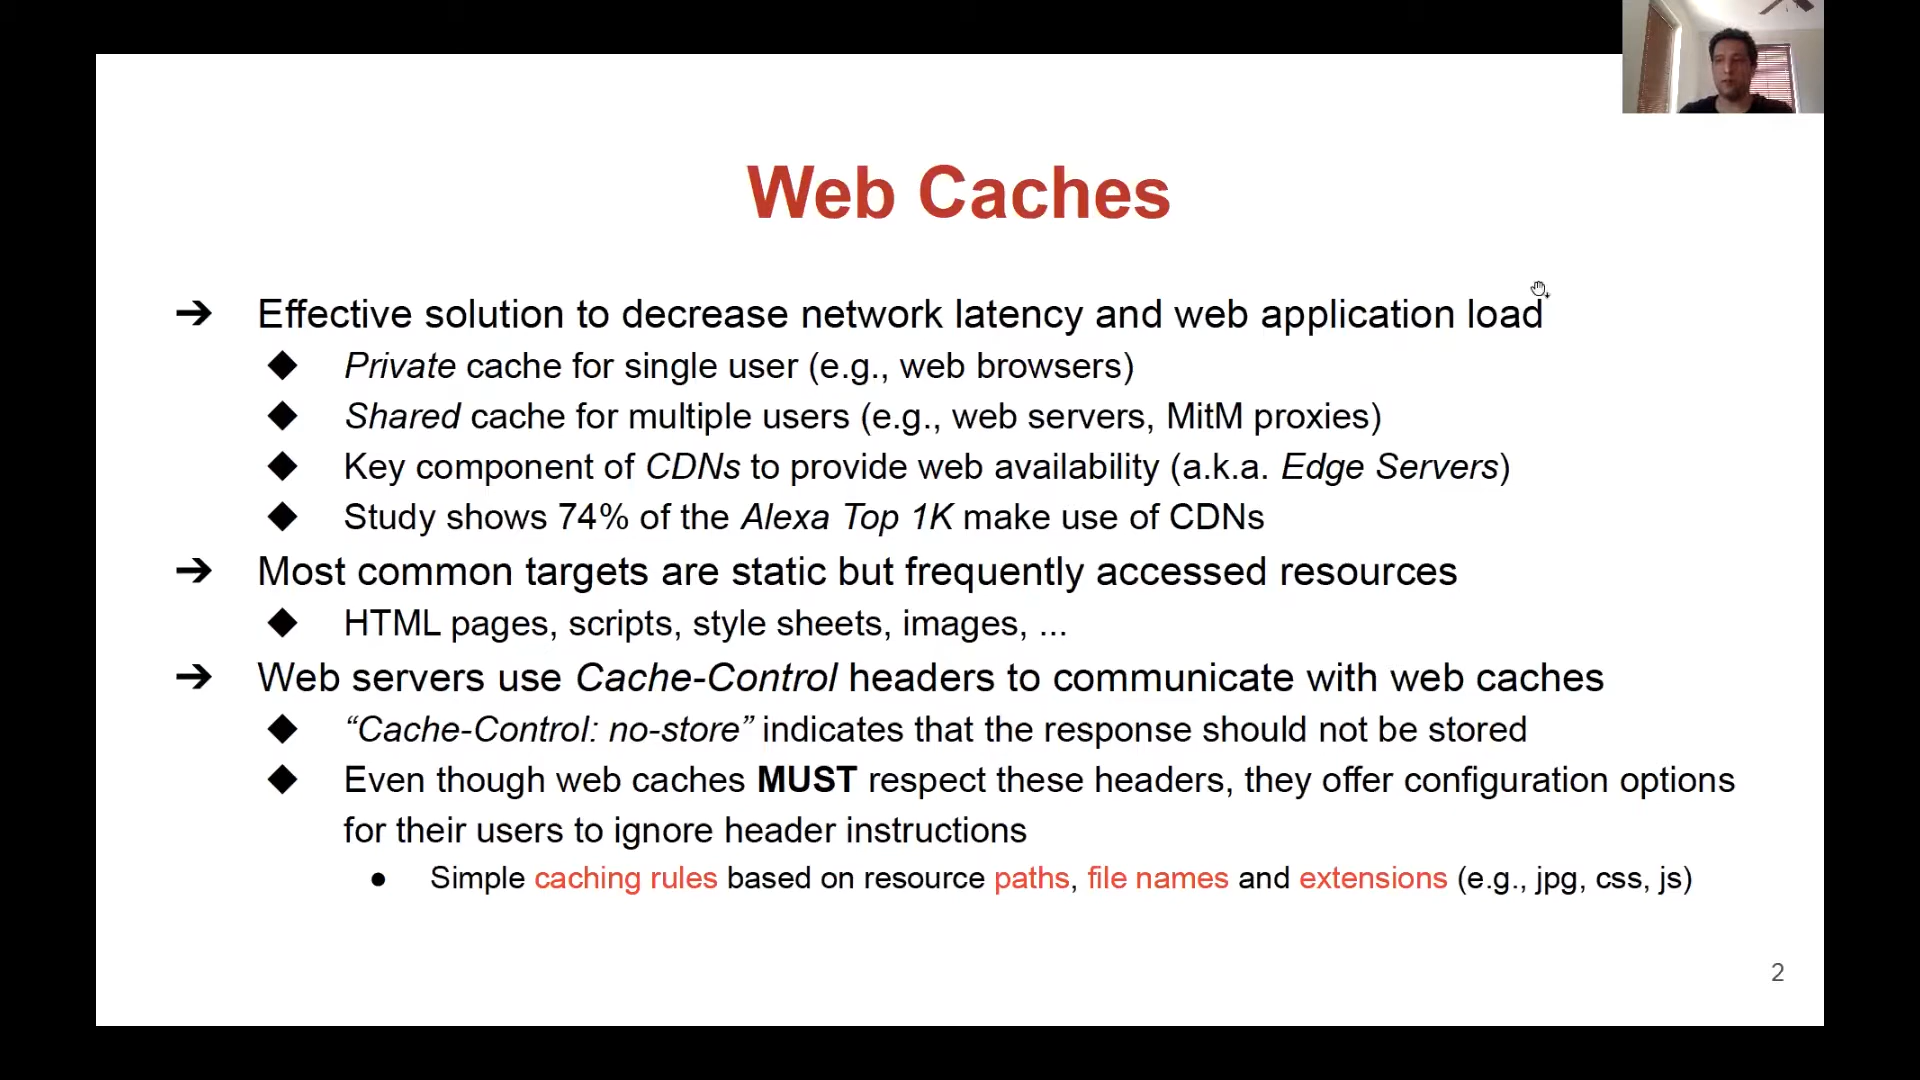 Web Caches
➔ Effective solution to decrease network latency and web application load
◆ Private cache for single user (e.g., web browsers)
◆ Shared cache for multiple users (e.g., web servers, MitM proxies)
◆ Key component of CDNs to provide web availability (a.k.a. Edge Servers)
◆ Study shows 74% of the Alexa Top 1K make use of CDNs
➔ Most common targets are static but frequently accessed resources
◆ HTML pages, scripts, style sheets, images, ...
➔ Web servers use Cache-Control headers to communicate with web caches
◆ “Cache-Control: no-store” indicates that the response should not be stored
◆ Even though web caches MUST respect these headers, they offer configuration options
for their users to ignore header instructions
● Simple caching rules based on resource paths, file names and extensions (e.g., jpg, css, js)
2